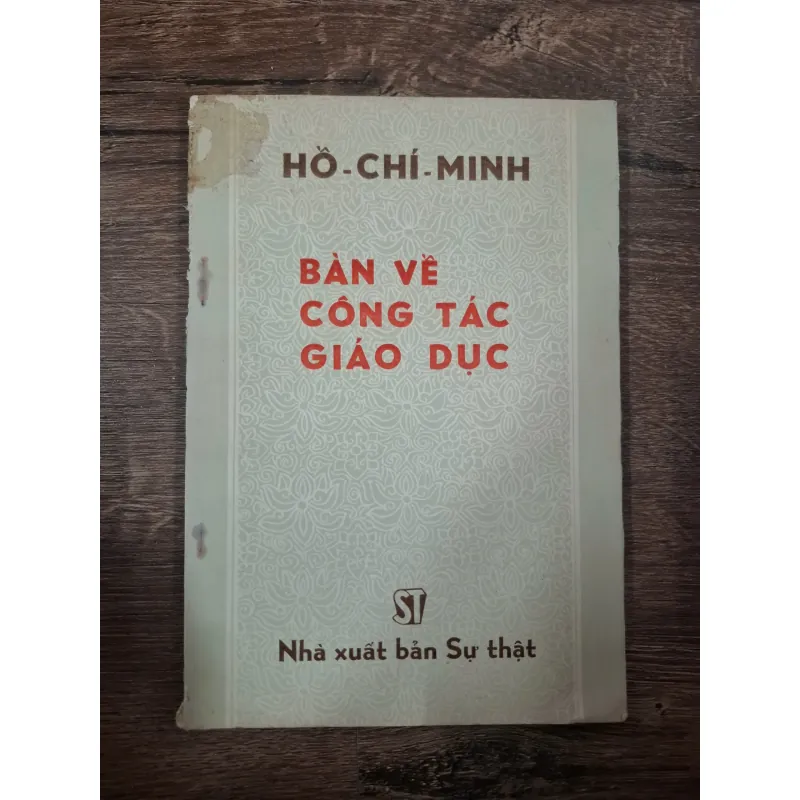 HỒ-CHÍ-MINH
BÀN VỀ
CÔNG TÁC
GIÁO DỤC
ST
Nhà xuất bản Sự thật